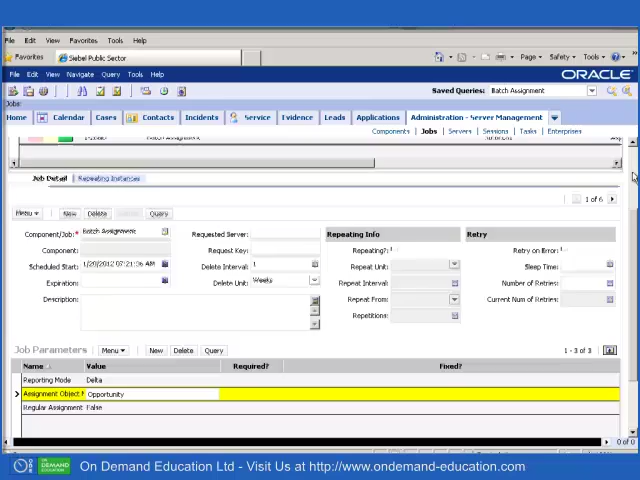 File Edit View Favorites Tools Help
Favorites Siebel Public Sector Page Safety Tools
File Edit View Navigate Query Tools Help ORACLE
Saved Queries: Batch Assignment
Jobs:
Home Calendar Cases Contacts Incidents Service Evidence Leads Applications Administration - Server Management
Components Jobs Servers Sessions Tasks Enterprises
Job Detail Repeating Instances
1 of 6
Menu New Delete Query
Component/Job: Batch Assignment Requested Server: Repeating Info Retry
Component: Request Key: Repeating?: Retry on Error:
Scheduled Start: 1/20/2012 07:21:36 AM Delete Interval: 1 Repeat Unit: Sleep Time:
Expiration: Delete Unit: Weeks Repeat Interval: Number of Retries:
Description: Repeat From: Current Num of Retries:
Repetitions:
Job Parameters Menu New Delete Query 1 - 3 of 3
Name Value Required? Fixed?
Reporting Mode Delta
Assignment Object Opportunity
Regular Assignment False
0 of 0
ON DEMAND EDUCATION On Demand Education Ltd - Visit Us at http://www.ondemand-education.com